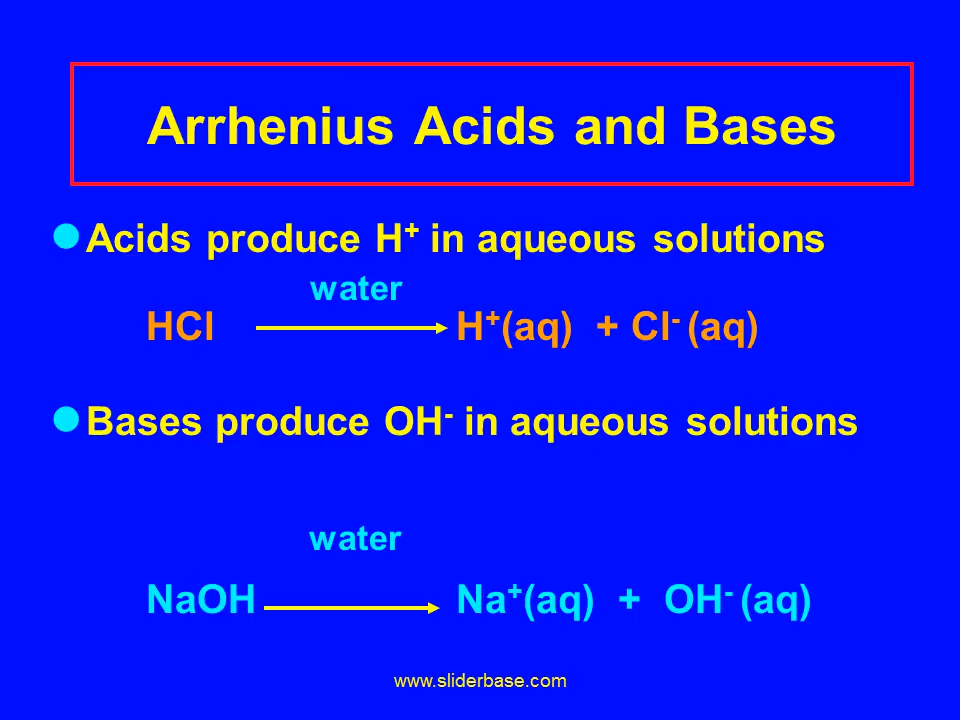 Arrhenius Acids and Bases
Acids produce H⁺ in aqueous solutions
water
HCl H⁺(aq) + Cl⁻ (aq)
Bases produce OH⁻ in aqueous solutions
water
NaOH Na⁺(aq) + OH⁻ (aq)
www.sliderbase.com